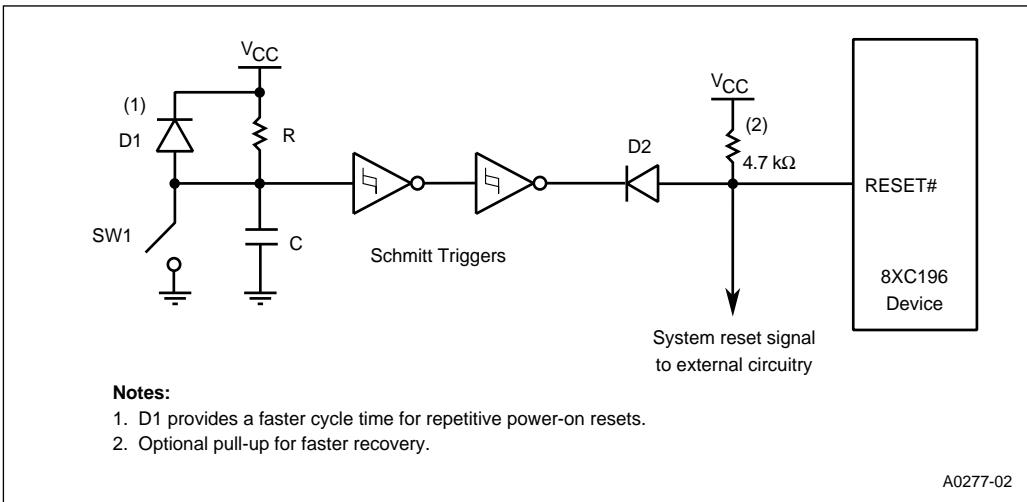 VCC
(1)
D1
R
SW1
C
Schmitt Triggers
D2
VCC
(2)
4.7 kΩ
RESET#
8XC196
Device
System reset signal
to external circuitry
Notes:
1. D1 provides a faster cycle time for repetitive power-on resets.
2. Optional pull-up for faster recovery.
A0277-02